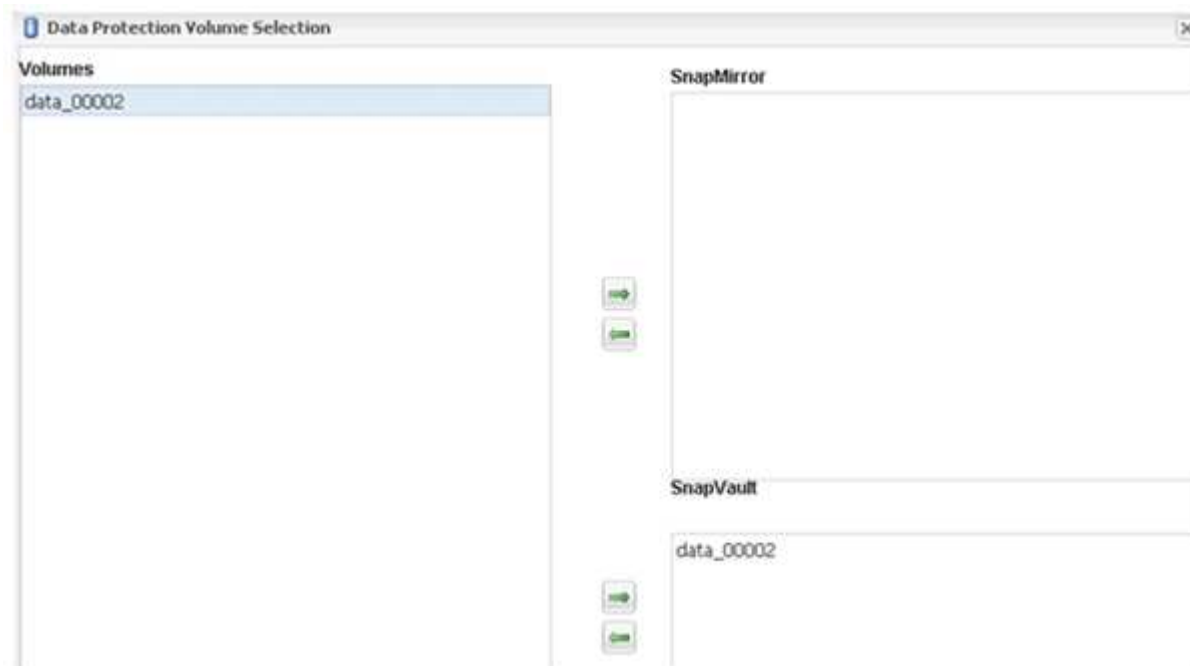 Data Protection Volume Selection
Volumes
data_00002
SnapMirror
SnapVault
data_00002